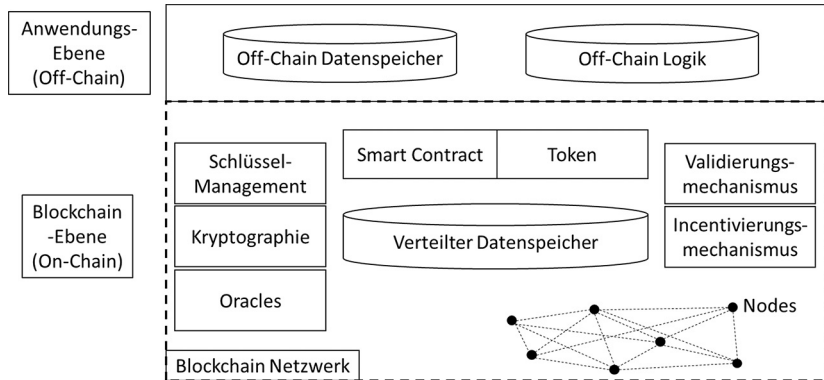 Anwendungs-
Ebene
(Off-Chain)
Off-Chain Datenspeicher
Off-Chain Logik
Blockchain
-Ebene
(On-Chain)
Schlüssel-
Management
Kryptographie
Oracles
Smart Contract
Token
Verteilter Datenspeicher
Validierungs-
mechanismus
Incentivierungs-
mechanismus
Nodes
Blockchain Netzwerk